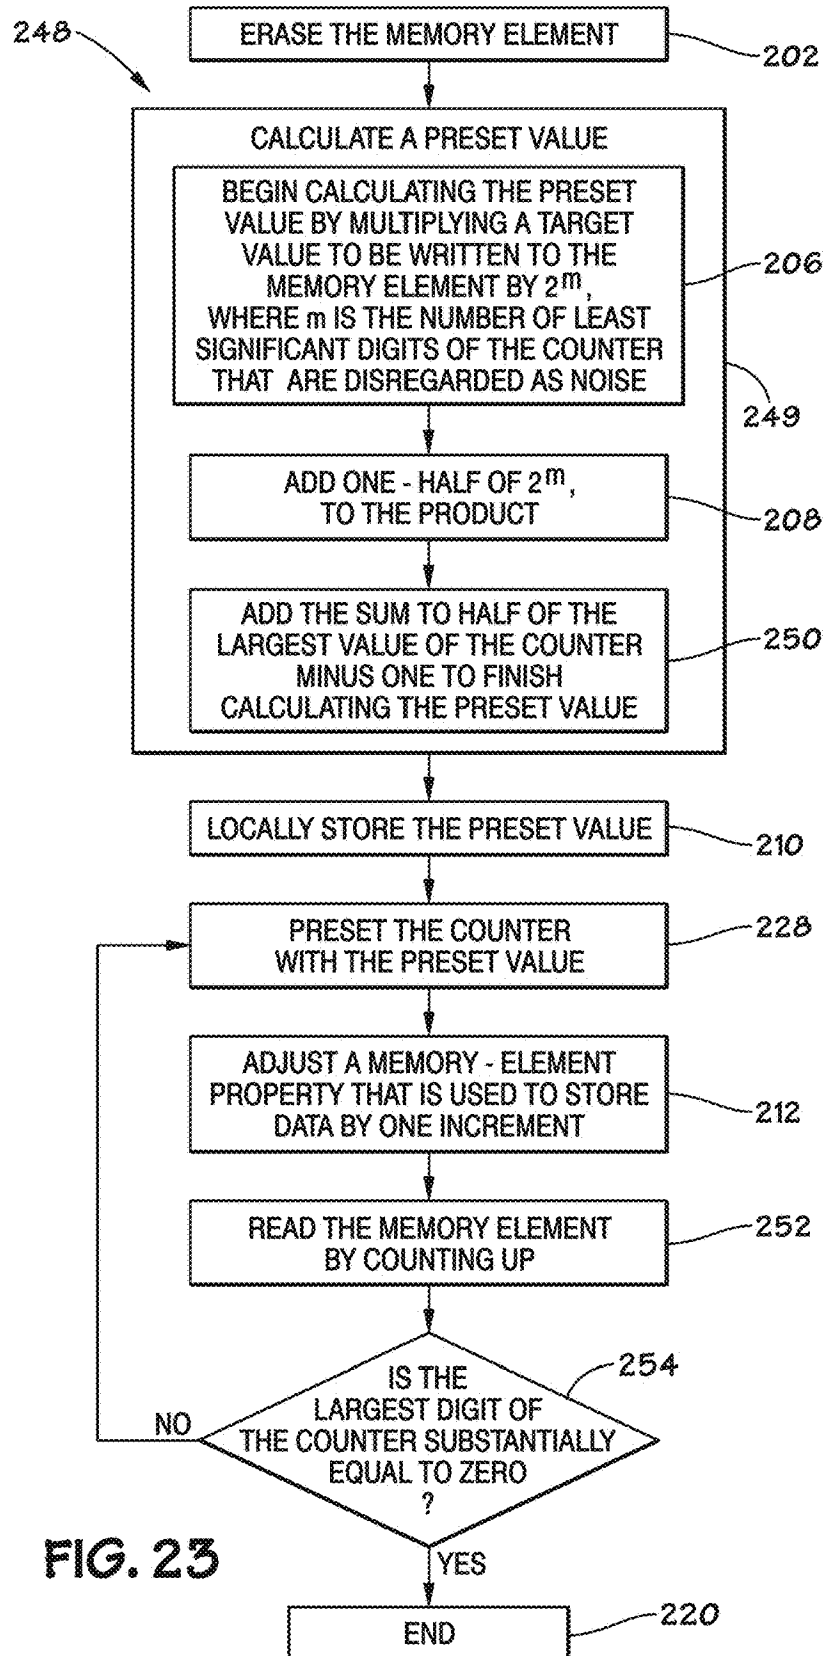 248
ERASE THE MEMORY ELEMENT
202
CALCULATE A PRESET VALUE
BEGIN CALCULATING THE PRESET
VALUE BY MULTIPLYING A TARGET
VALUE TO BE WRITTEN TO THE
MEMORY ELEMENT BY 2^m,
WHERE m IS THE NUMBER OF LEAST
SIGNIFICANT DIGITS OF THE COUNTER
THAT ARE DISREGARDED AS NOISE
206
249
ADD ONE - HALF OF 2^m,
TO THE PRODUCT
208
ADD THE SUM TO HALF OF THE
LARGEST VALUE OF THE COUNTER
MINUS ONE TO FINISH
CALCULATING THE PRESET VALUE
250
LOCALLY STORE THE PRESET VALUE
210
PRESET THE COUNTER
WITH THE PRESET VALUE
228
ADJUST A MEMORY - ELEMENT
PROPERTY THAT IS USED TO STORE
DATA BY ONE INCREMENT
212
READ THE MEMORY ELEMENT
BY COUNTING UP
252
IS THE
LARGEST DIGIT OF
THE COUNTER SUBSTANTIALLY
EQUAL TO ZERO
?
254
NO
YES
FIG. 23
END
220